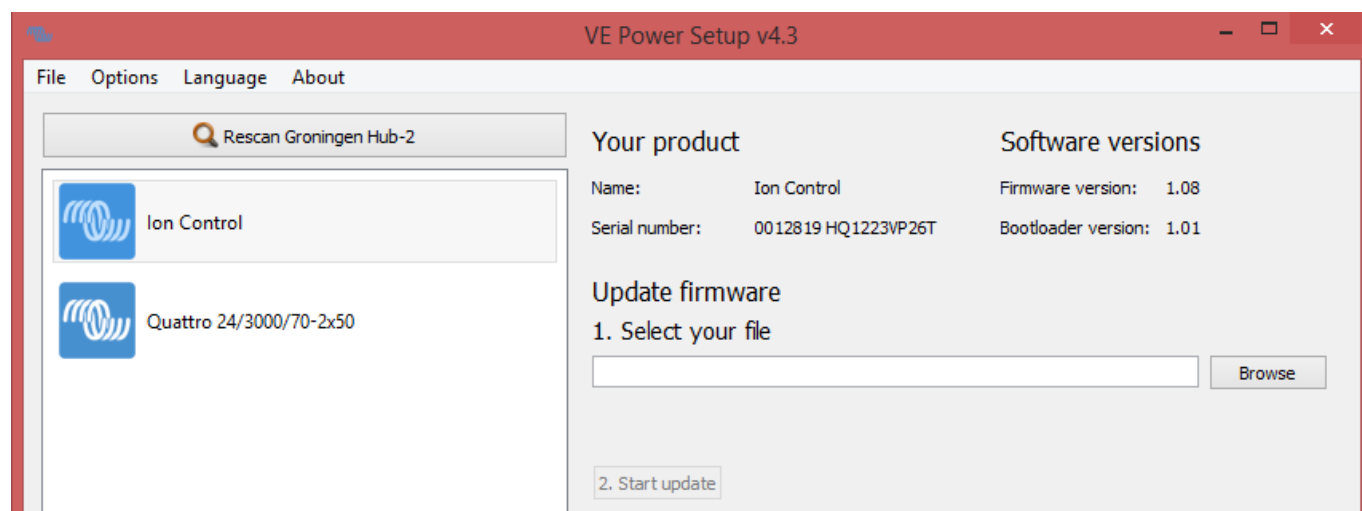 VE Power Setup v4.3
File Options Language About
Rescan Groningen Hub-2
Ion Control
Quattro 24/3000/70-2x50
Your product
Name: Ion Control
Serial number: 0012819 HQ1223VP26T
Software versions
Firmware version: 1.08
Bootloader version: 1.01
Update firmware
1. Select your file
Browse
2. Start update